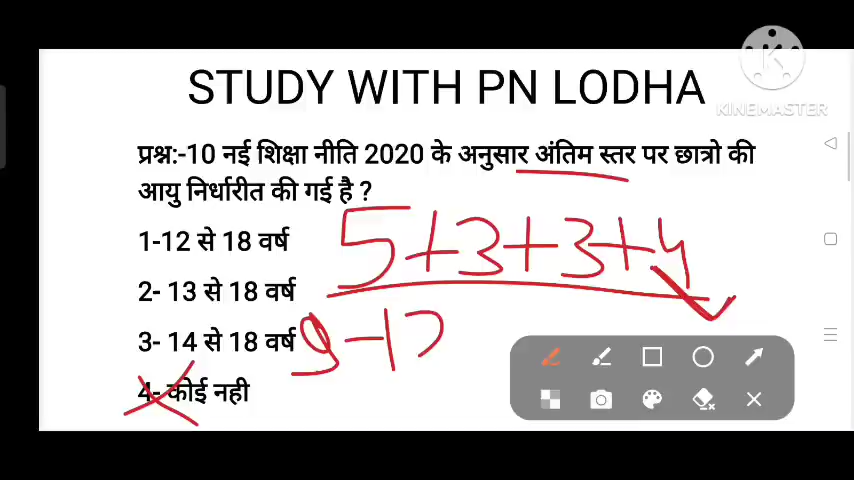 KINEMASTER
STUDY WITH PN LODHA
प्रश्न:-10 नई शिक्षा नीति 2020 के अनुसार अंतिम स्तर पर छात्रो की
आयु निर्धारीत की गई है ?
1-12 से 18 वर्ष
5+3+3+4
2- 13 से 18 वर्ष
3- 14 से 18 वर्ष
9-12
4- कोई नही